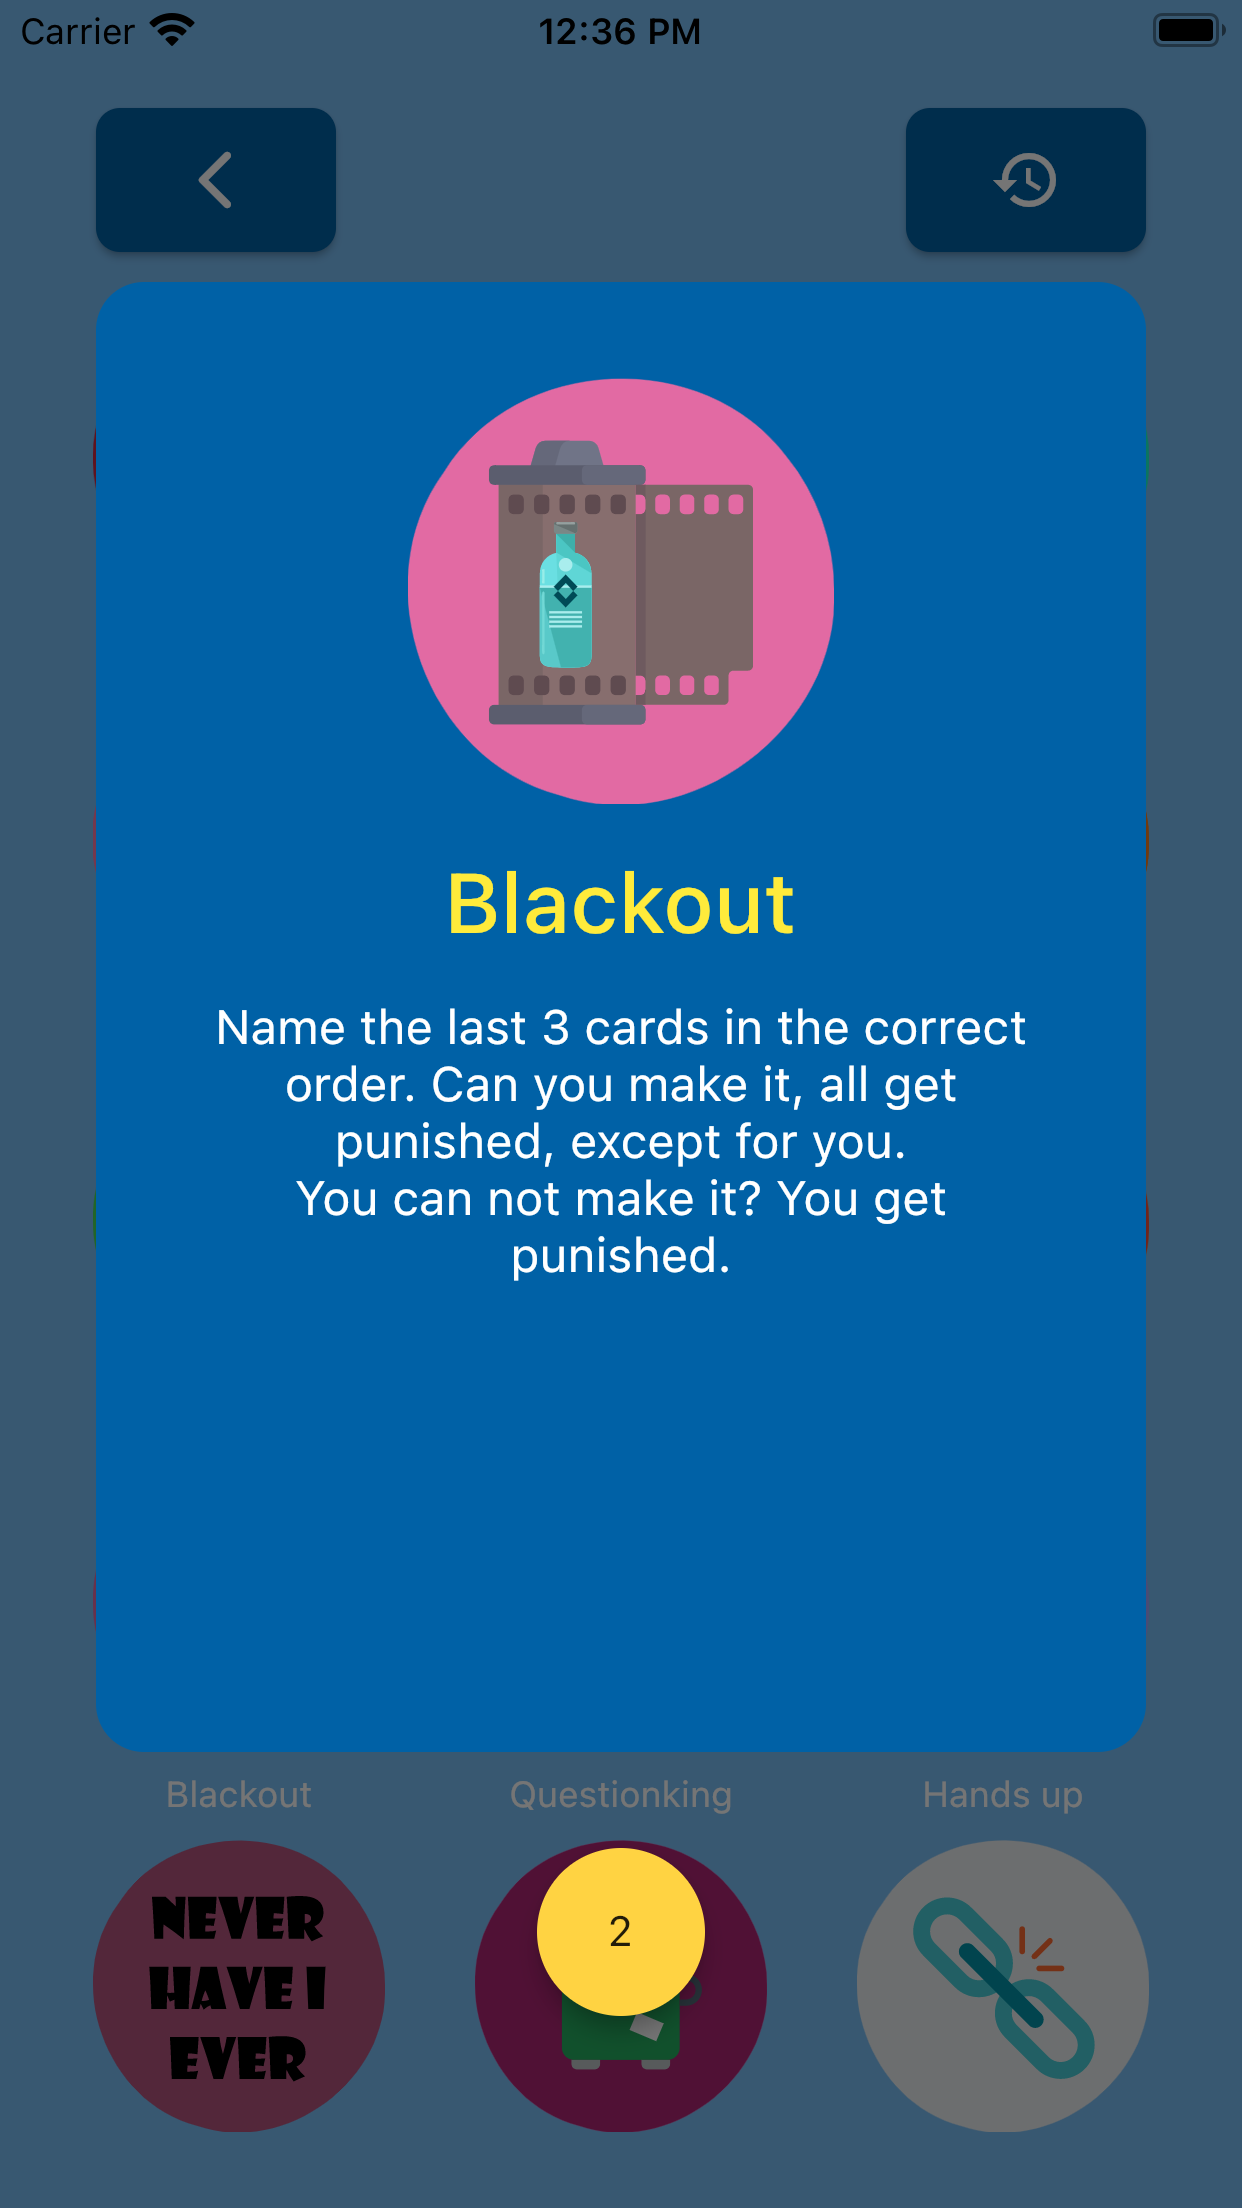 Carrier 12:36 PM
Blackout
Name the last 3 cards in the correct
order. Can you make it, all get
punished, except for you.
You can not make it? You get
punished.
Blackout Questionking Hands up
NEVER
HAVE I
EVER
2